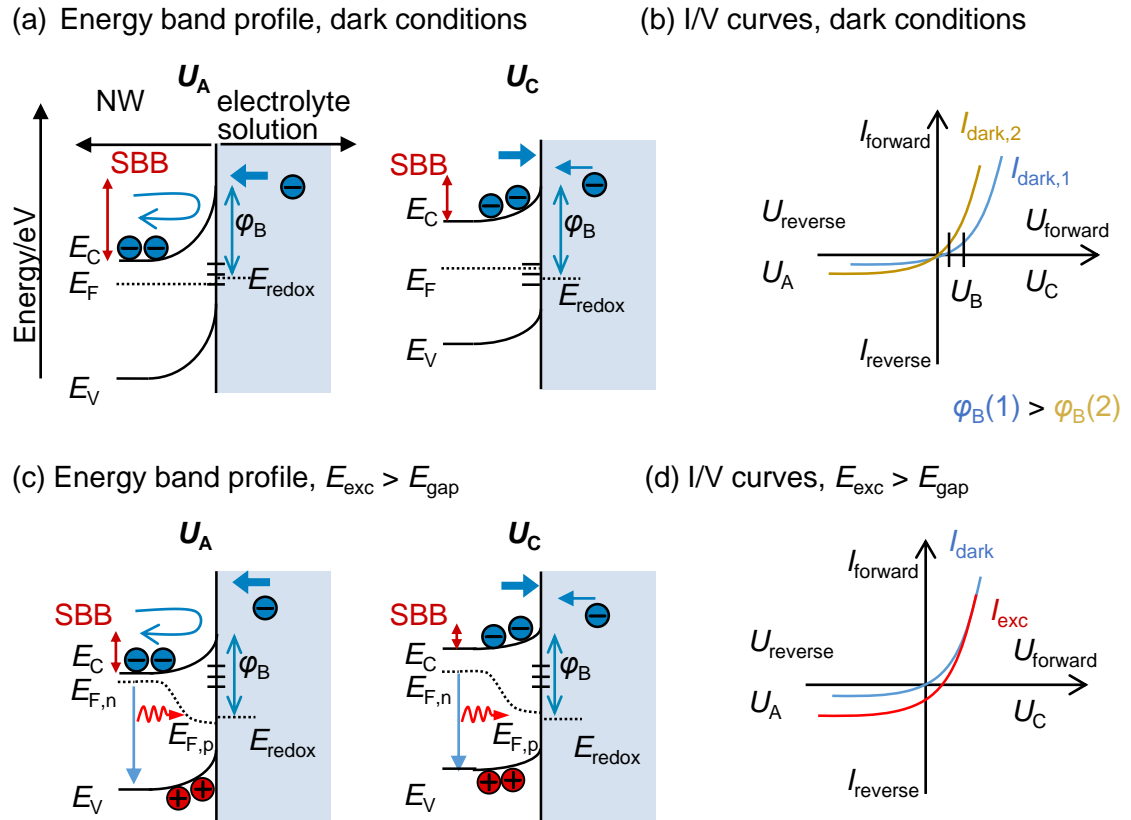 (a) Energy band profile, dark conditions
U_A
U_C
NW
electrolyte
solution
SBB
SBB
Energy/eV
E_C
E_F
E_V
φ_B
E_redox
−
−
−
E_C
E_F
E_V
φ_B
E_redox
−
−
−
(b) I/V curves, dark conditions
I_forward
I_dark,2
I_dark,1
U_reverse
U_forward
U_A
U_B
U_C
I_reverse
φ_B(1) > φ_B(2)
(c) Energy band profile, E_exc > E_gap
U_A
U_C
SBB
SBB
E_C
E_F,n
E_F,p
E_V
φ_B
E_redox
−
−
−
+
+
E_C
E_F,n
E_F,p
E_V
φ_B
E_redox
−
−
−
+
+
(d) I/V curves, E_exc > E_gap
I_forward
I_dark
I_exc
U_reverse
U_forward
U_A
U_C
I_reverse